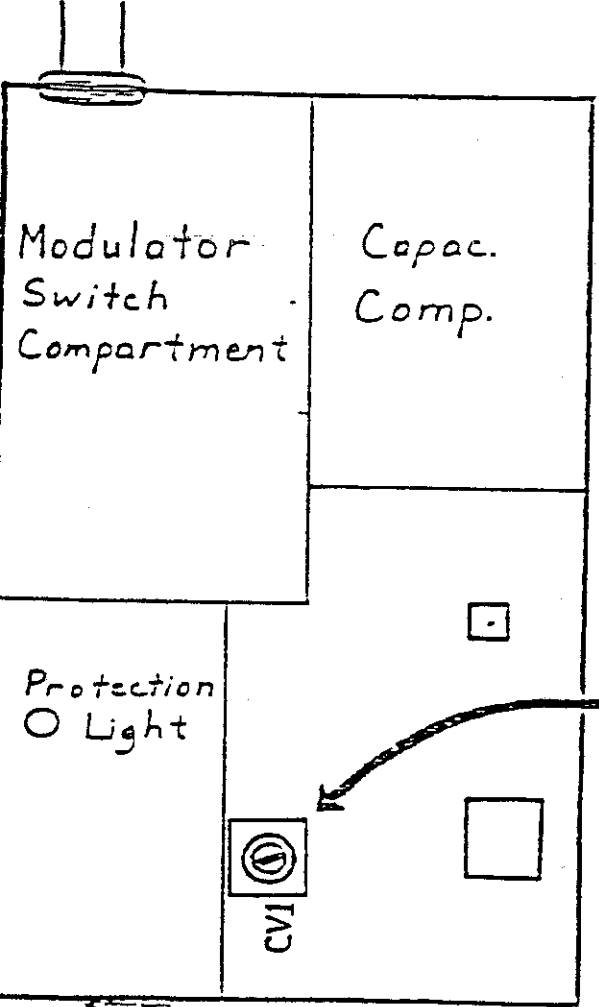 Modulator
Switch
Compartment
Capac.
Comp.
Protection
Light
CV1